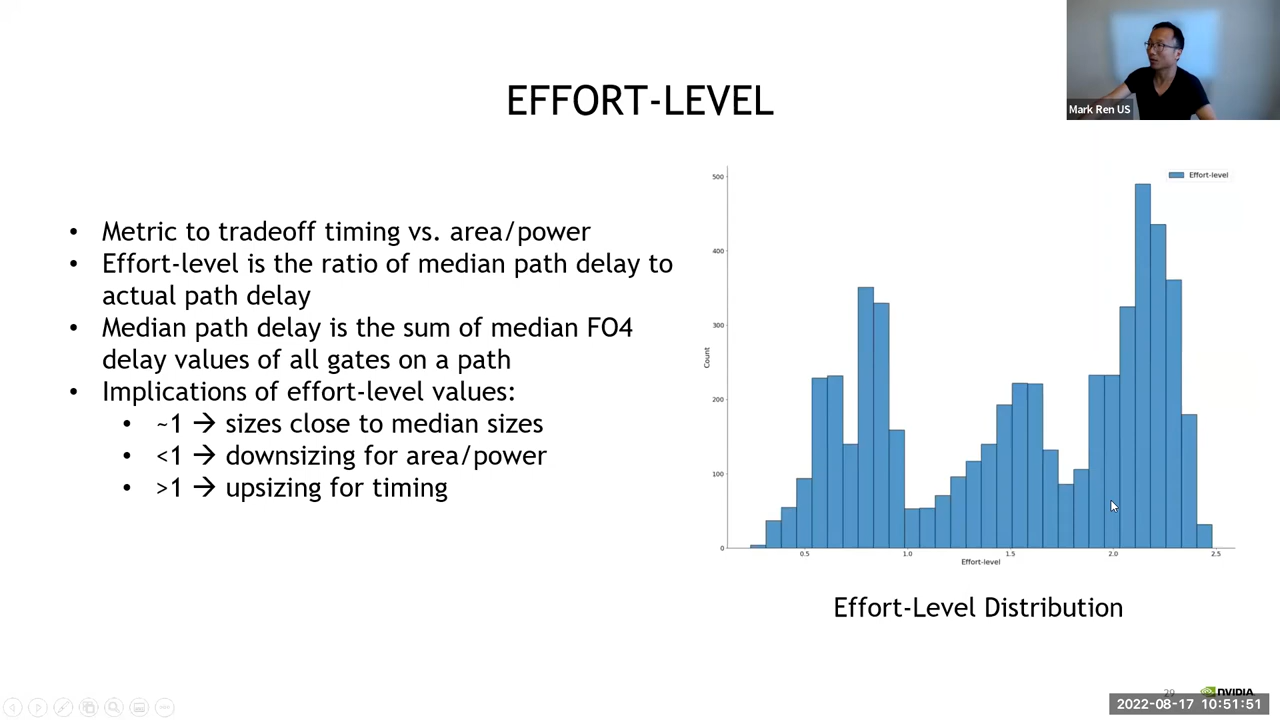 Mark Ren US
EFFORT-LEVEL
• Metric to tradeoff timing vs. area/power
• Effort-level is the ratio of median path delay to
actual path delay
• Median path delay is the sum of median FO4
delay values of all gates on a path
• Implications of effort-level values:
• ~1 → sizes close to median sizes
• <1 → downsizing for area/power
• >1 → upsizing for timing
Effort-level
500
400
300
200
100
0
Count
0.5 1.0 1.5 2.0 2.5
Effort-level
Effort-Level Distribution
29
NVIDIA
2022-08-17 10:51:51